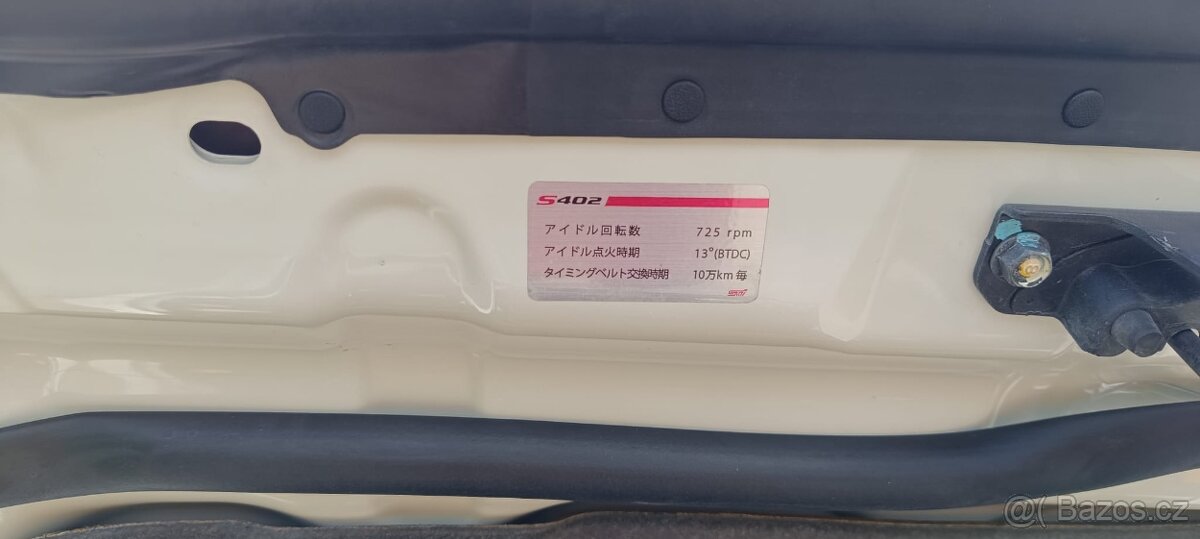 S402
アイドル回転数 725 rpm
アイドル点火時期 13°(BTDC)
タイミングベルト交換時期 10万km 毎
STI
@( Bazos.cz